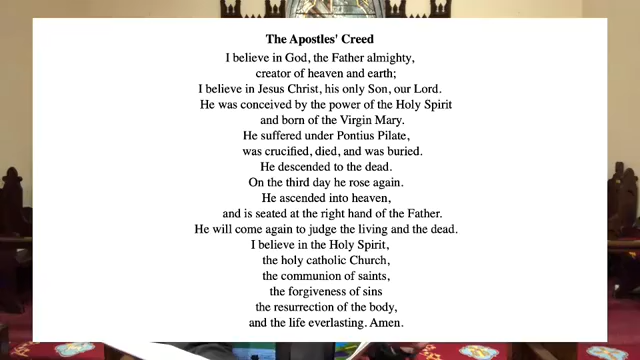 The Apostles' Creed
I believe in God, the Father almighty,
creator of heaven and earth;
I believe in Jesus Christ, his only Son, our Lord.
He was conceived by the power of the Holy Spirit
and born of the Virgin Mary.
He suffered under Pontius Pilate,
was crucified, died, and was buried.
He descended to the dead.
On the third day he rose again.
He ascended into heaven,
and is seated at the right hand of the Father.
He will come again to judge the living and the dead.
I believe in the Holy Spirit,
the holy catholic Church,
the communion of saints,
the forgiveness of sins
the resurrection of the body,
and the life everlasting. Amen.